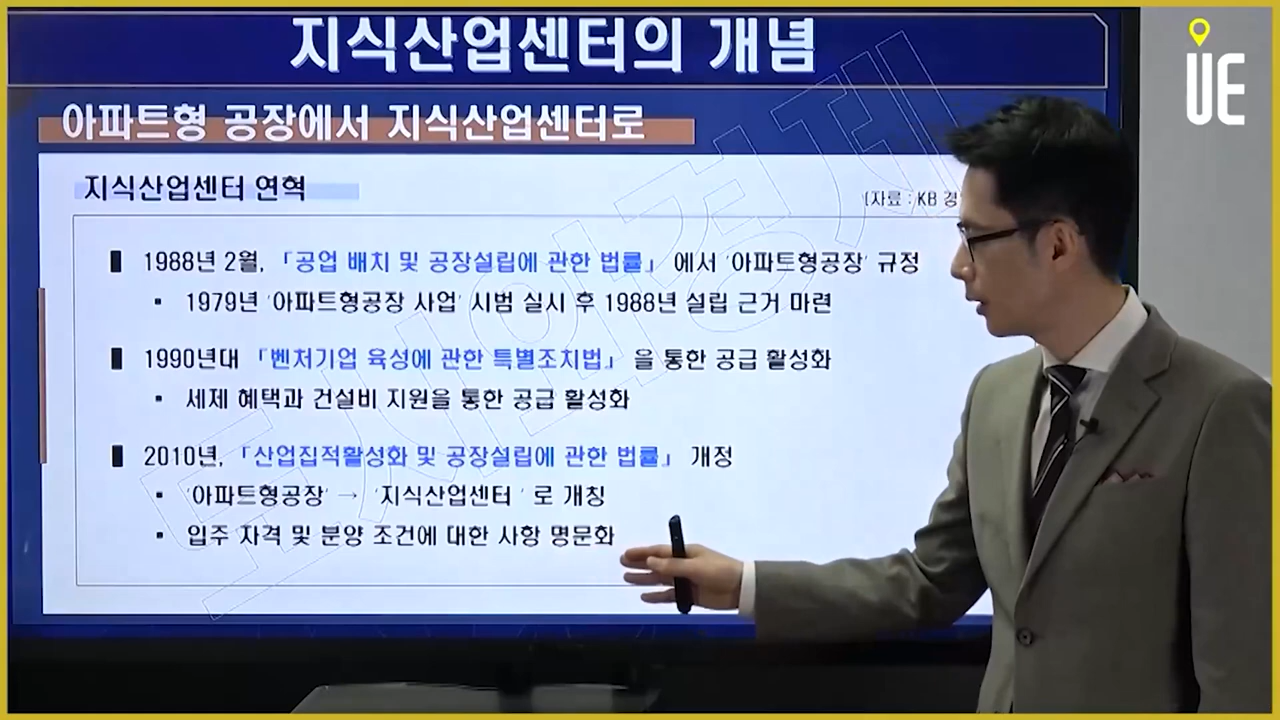 지식산업센터의 개념
UE
아파트형 공장에서 지식산업센터로
지식산업센터 연혁
[자료 : KB 경
1988년 2월, 「공업 배치 및 공장설립에 관한 법률」 에서 '아파트형공장' 규정
1979년 '아파트형공장 사업' 시범 실시 후 1988년 설립 근거 마련
1990년대 「벤처기업 육성에 관한 특별조치법」 을 통한 공급 활성화
세제 혜택과 건설비 지원을 통한 공급 활성화
2010년, 「산업집적활성화 및 공장설립에 관한 법률」 개정
'아파트형공장' → '지식산업센터 ' 로 개칭
입주 자격 및 분양 조건에 대한 사항 명문화
도시와경제